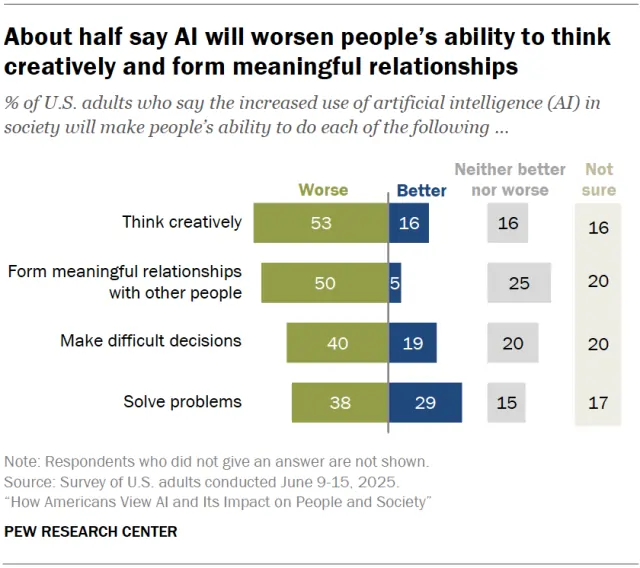 About half say AI will worsen people’s ability to think
creatively and form meaningful relationships
% of U.S. adults who say the increased use of artificial intelligence (AI) in
society will make people’s ability to do each of the following ...
Worse Better Neither better nor worse Not sure
Think creatively 53 16 16 16
Form meaningful relationships
with other people 50 5 25 20
Make difficult decisions 40 19 20 20
Solve problems 38 29 15 17
Note: Respondents who did not give an answer are not shown.
Source: Survey of U.S. adults conducted June 9-15, 2025.
“How Americans View AI and Its Impact on People and Society”
PEW RESEARCH CENTER